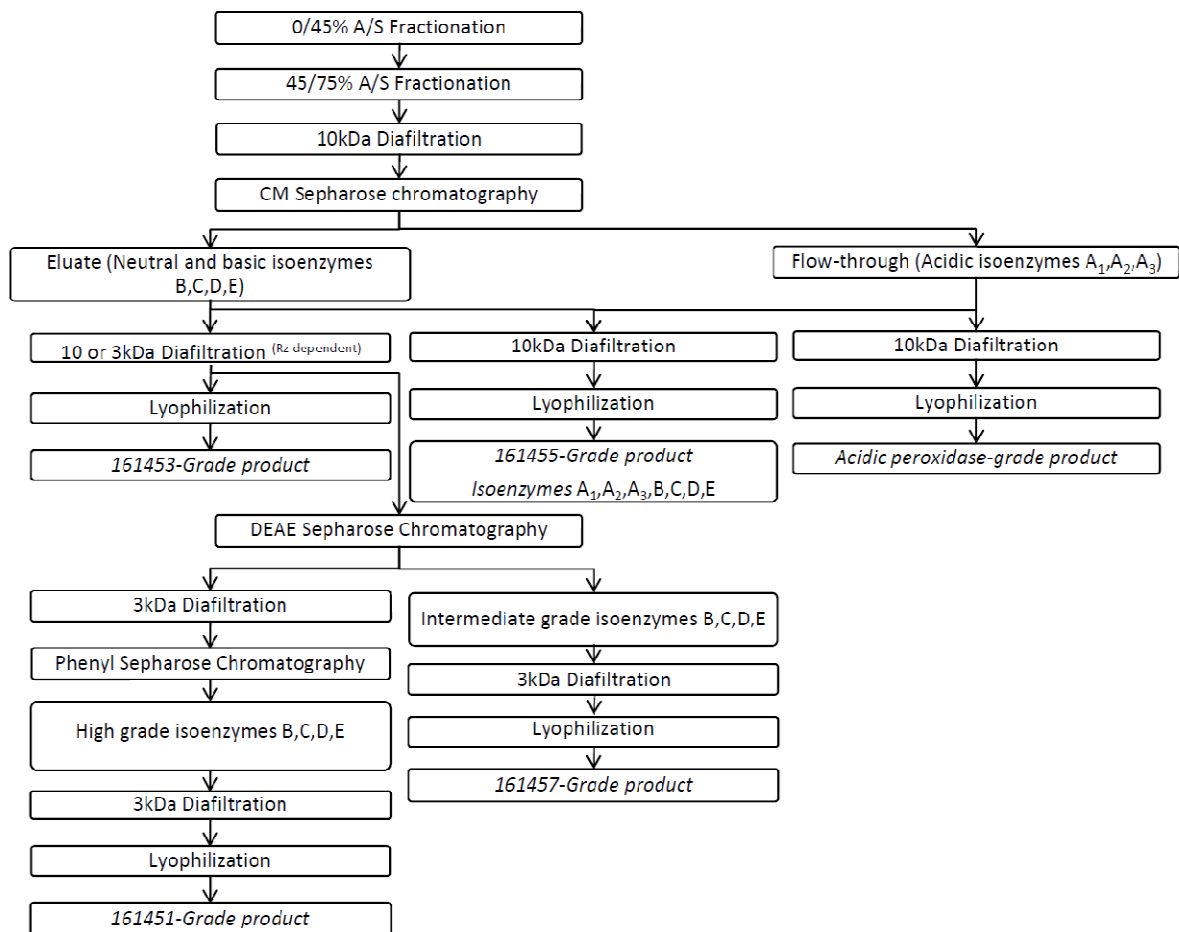 0/45% A/S Fractionation
45/75% A/S Fractionation
10kDa Diafiltration
CM Sepharose chromatography
Eluate (Neutral and basic isoenzymes
B,C,D,E)
Flow-through (Acidic isoenzymes A₁,A₂,A₃)
10 or 3kDa Diafiltration (Rz dependent)
10kDa Diafiltration
10kDa Diafiltration
Lyophilization
Lyophilization
Lyophilization
161453-Grade product
161455-Grade product
Isoenzymes A₁,A₂,A₃,B,C,D,E
Acidic peroxidase-grade product
DEAE Sepharose Chromatography
3kDa Diafiltration
Intermediate grade isoenzymes B,C,D,E
Phenyl Sepharose Chromatography
3kDa Diafiltration
High grade isoenzymes B,C,D,E
Lyophilization
161457-Grade product
3kDa Diafiltration
Lyophilization
161451-Grade product